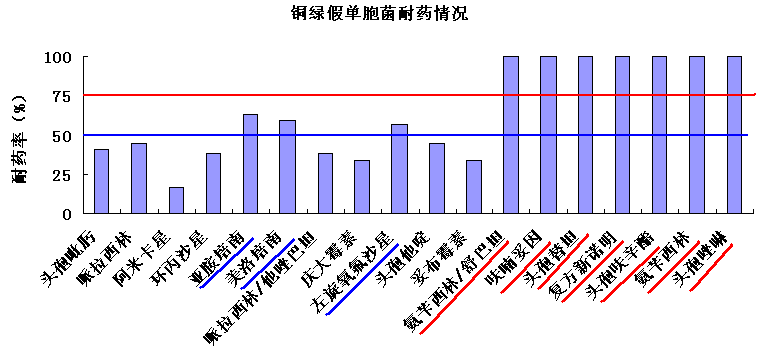 铜绿假单胞菌耐药情况
耐药率（%）
100
75
50
25
0
头孢吡肟
哌拉西林
阿米卡星
环丙沙星
亚胺培南
美洛培南
哌拉西林/他唑巴坦
庆大霉素
左旋氧氟沙星
头孢他啶
妥布霉素
氨苄西林/舒巴坦
呋喃妥因
头孢替坦
复方新诺明
头孢呋辛酯
氨苄西林
头孢唑啉